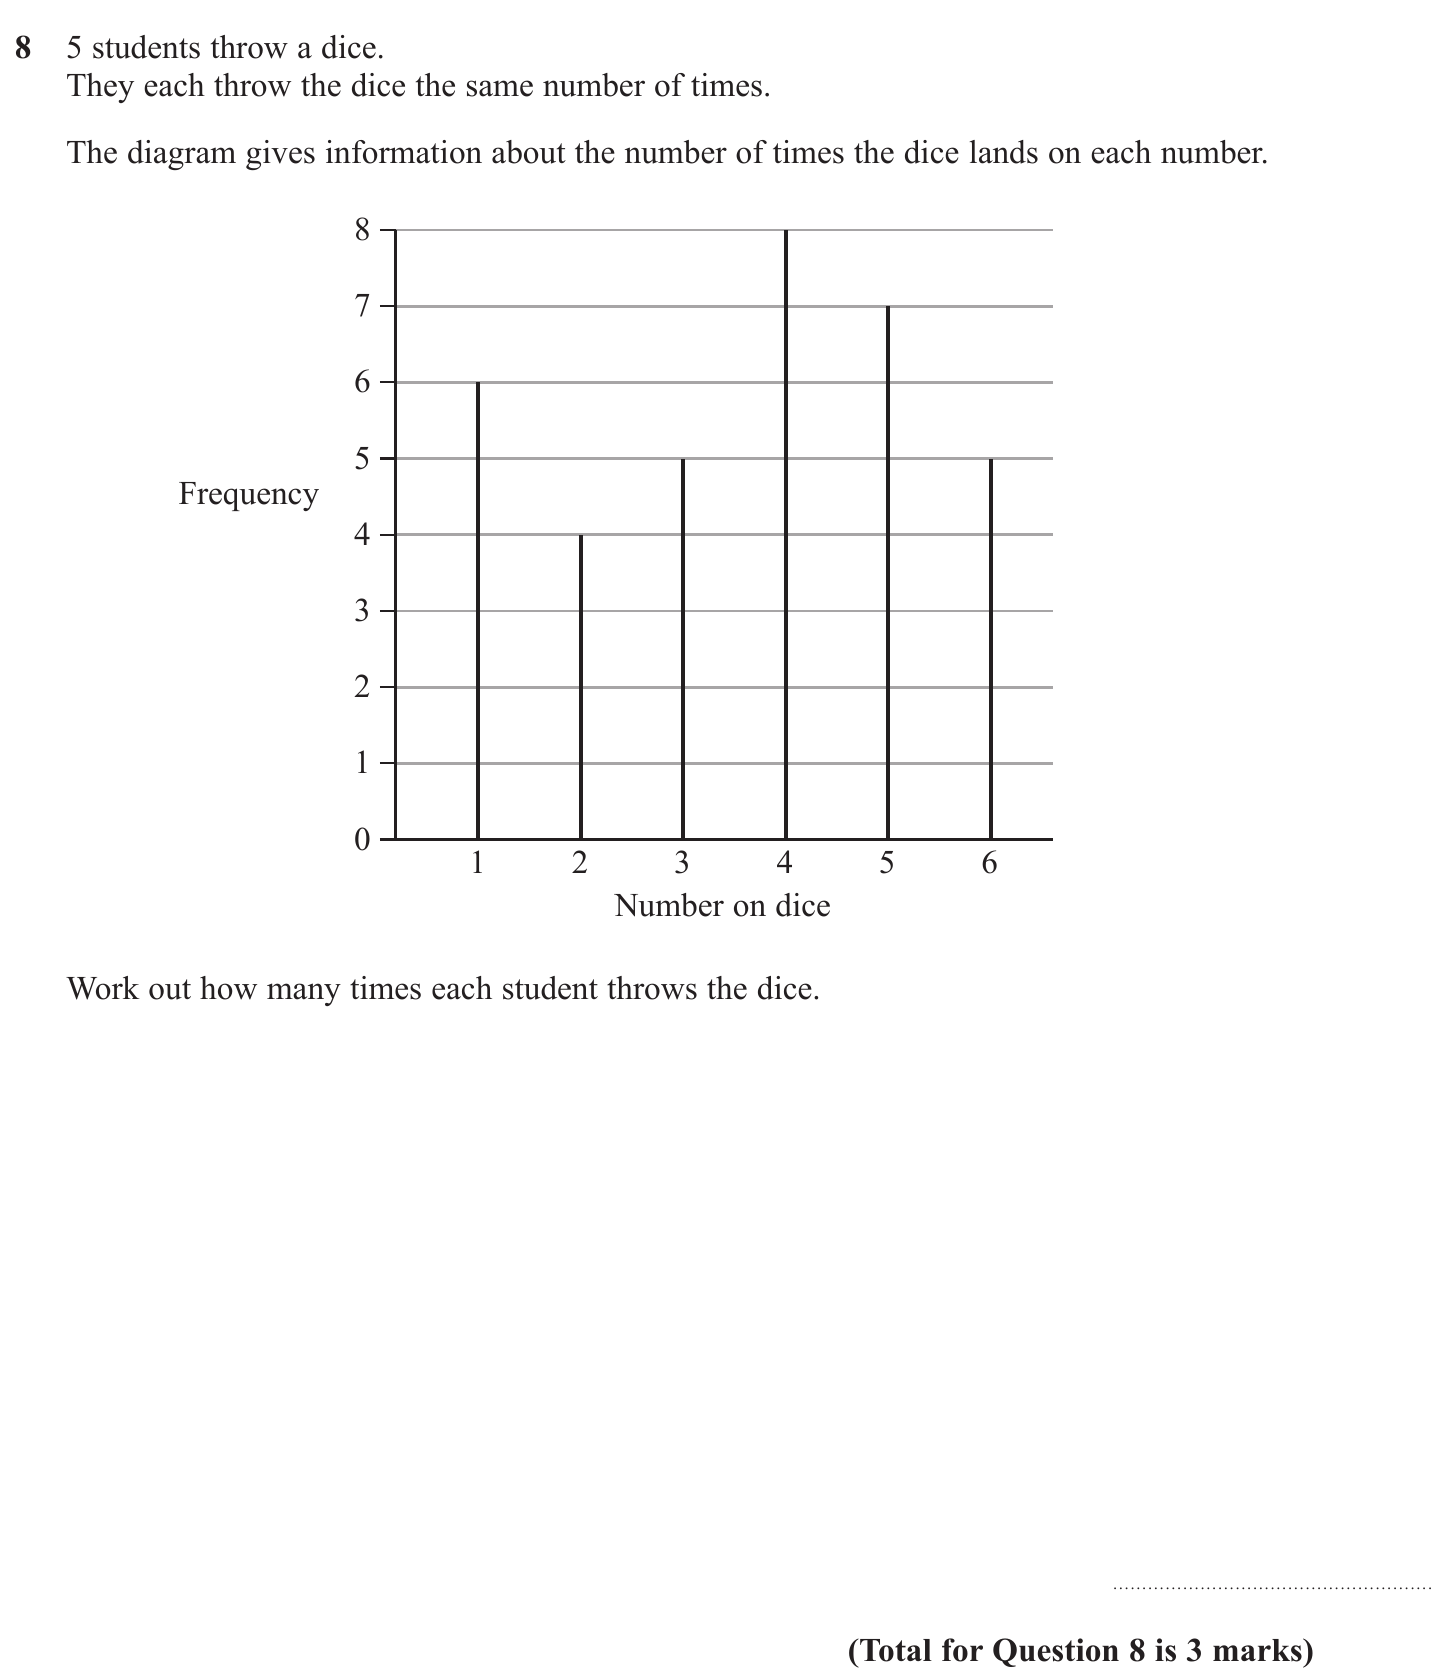 8 5 students throw a dice.
They each throw the dice the same number of times.
The diagram gives information about the number of times the dice lands on each number.
8
7
6
5
Frequency
4
3
2
1
0
1 2 3 4 5 6
Number on dice
Work out how many times each student throws the dice.
(Total for Question 8 is 3 marks)